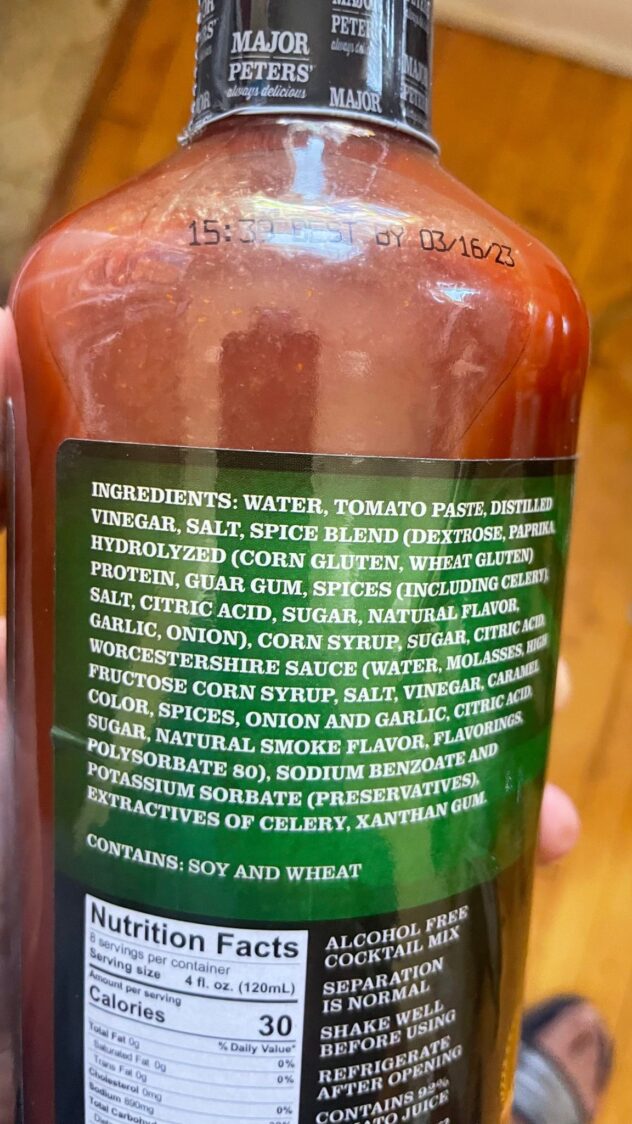 MAJOR
PETERS'
always delicious
MAJOR
15:39 BEST BY 03/16/23
INGREDIENTS: WATER, TOMATO PASTE, DISTILLED
VINEGAR, SALT, SPICE BLEND (DEXTROSE, PAPRIKA,
HYDROLYZED (CORN GLUTEN, WHEAT GLUTEN)
PROTEIN, GUAR GUM, SPICES (INCLUDING CELERY),
SALT, CITRIC ACID, SUGAR, NATURAL FLAVOR,
GARLIC, ONION), CORN SYRUP, SUGAR, CITRIC ACID,
WORCESTERSHIRE SAUCE (WATER, MOLASSES, HIGH
FRUCTOSE CORN SYRUP, SALT, VINEGAR, CARAMEL
COLOR, SPICES, ONION AND GARLIC, CITRIC ACID,
SUGAR, NATURAL SMOKE FLAVOR, FLAVORINGS,
POLYSORBATE 80), SODIUM BENZOATE AND
POTASSIUM SORBATE (PRESERVATIVES),
EXTRACTIVES OF CELERY, XANTHAN GUM.
CONTAINS: SOY AND WHEAT
Nutrition Facts
8 servings per container
Serving size 4 fl. oz. (120mL)
Amount per serving
Calories 30
% Daily Value*
Total Fat 0g 0%
Saturated Fat 0g 0%
Trans Fat 0g
Cholesterol 0mg 0%
Sodium 890mg
Total
ALCOHOL FREE
COCKTAIL MIX
SEPARATION
IS NORMAL
SHAKE WELL
BEFORE USING
REFRIGERATE
AFTER OPENING
CONTAINS
JUICE